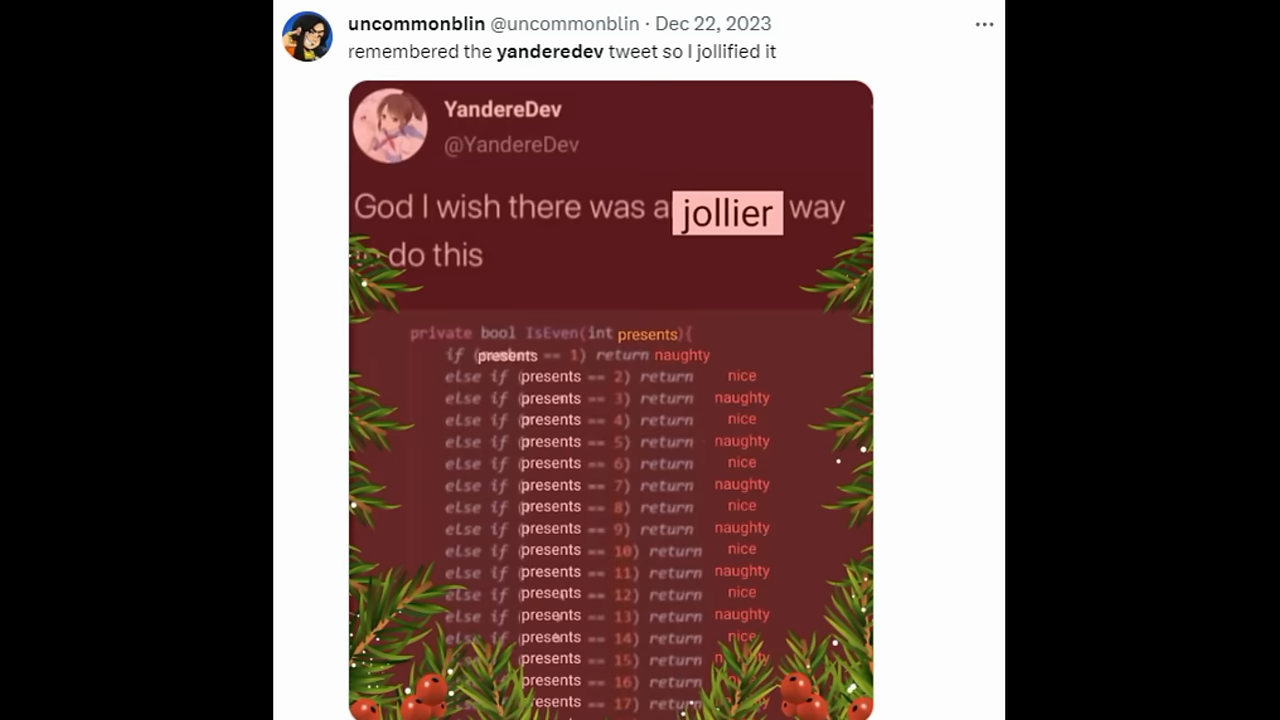 uncommonblin @uncommonblin · Dec 22, 2023
remembered the yanderedev tweet so I jollified it
YandereDev
@YandereDev
God I wish there was a jollier way
do this
private bool IsEven(int presents){
if (presents == 1) return naughty
else if (presents == 2) return nice
else if (presents == 3) return naughty
else if (presents == 4) return nice
else if (presents == 5) return naughty
else if (presents == 6) return nice
else if (presents == 7) return naughty
else if (presents == 8) return nice
else if (presents == 9) return naughty
else if (presents == 10) return nice
else if (presents == 11) return naughty
else if (presents == 12) return nice
else if (presents == 13) return naughty
else if (presents == 14) return nice
else if (presents == 15) return
presents == 16) return
presents == 17) return